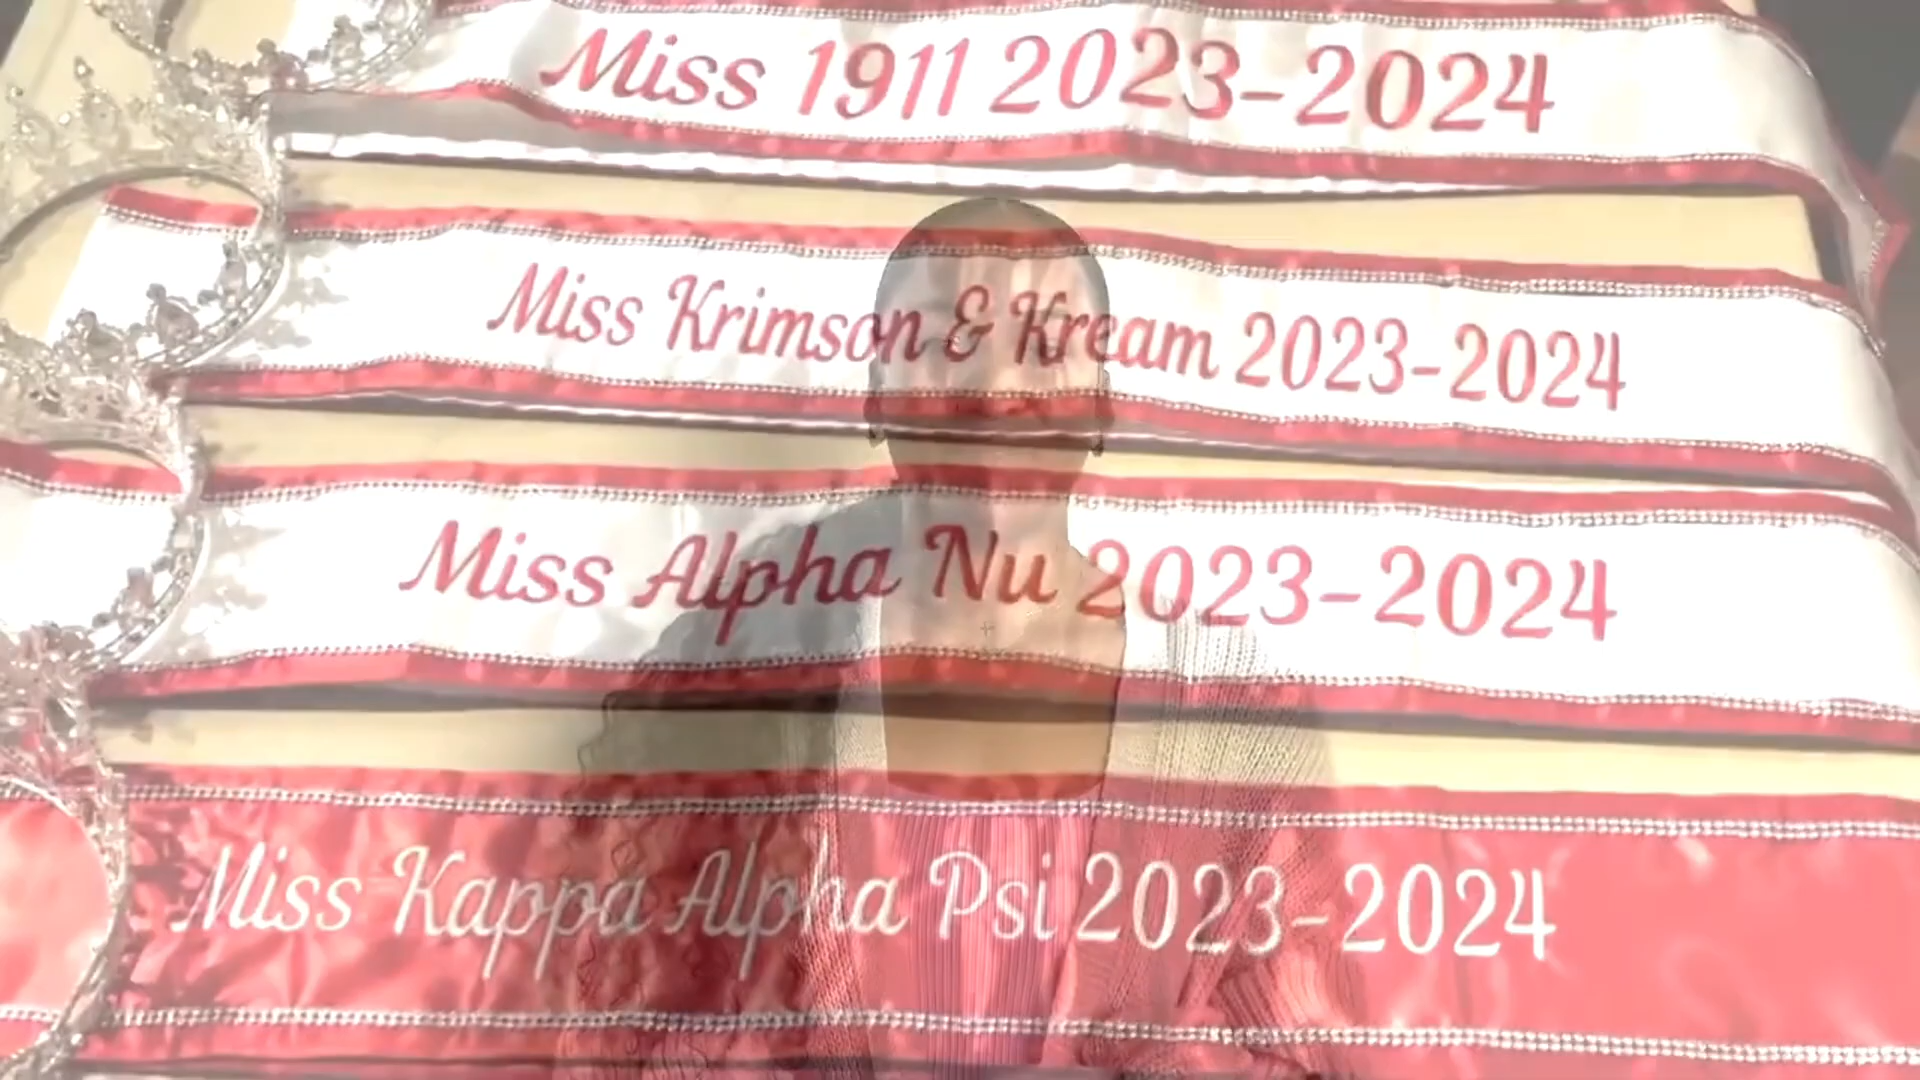 Miss 1911 2023-2024
Miss Krimson & Kream 2023-2024
Miss Alpha Nu 2023-2024
Miss Kappa Alpha Psi 2023-2024